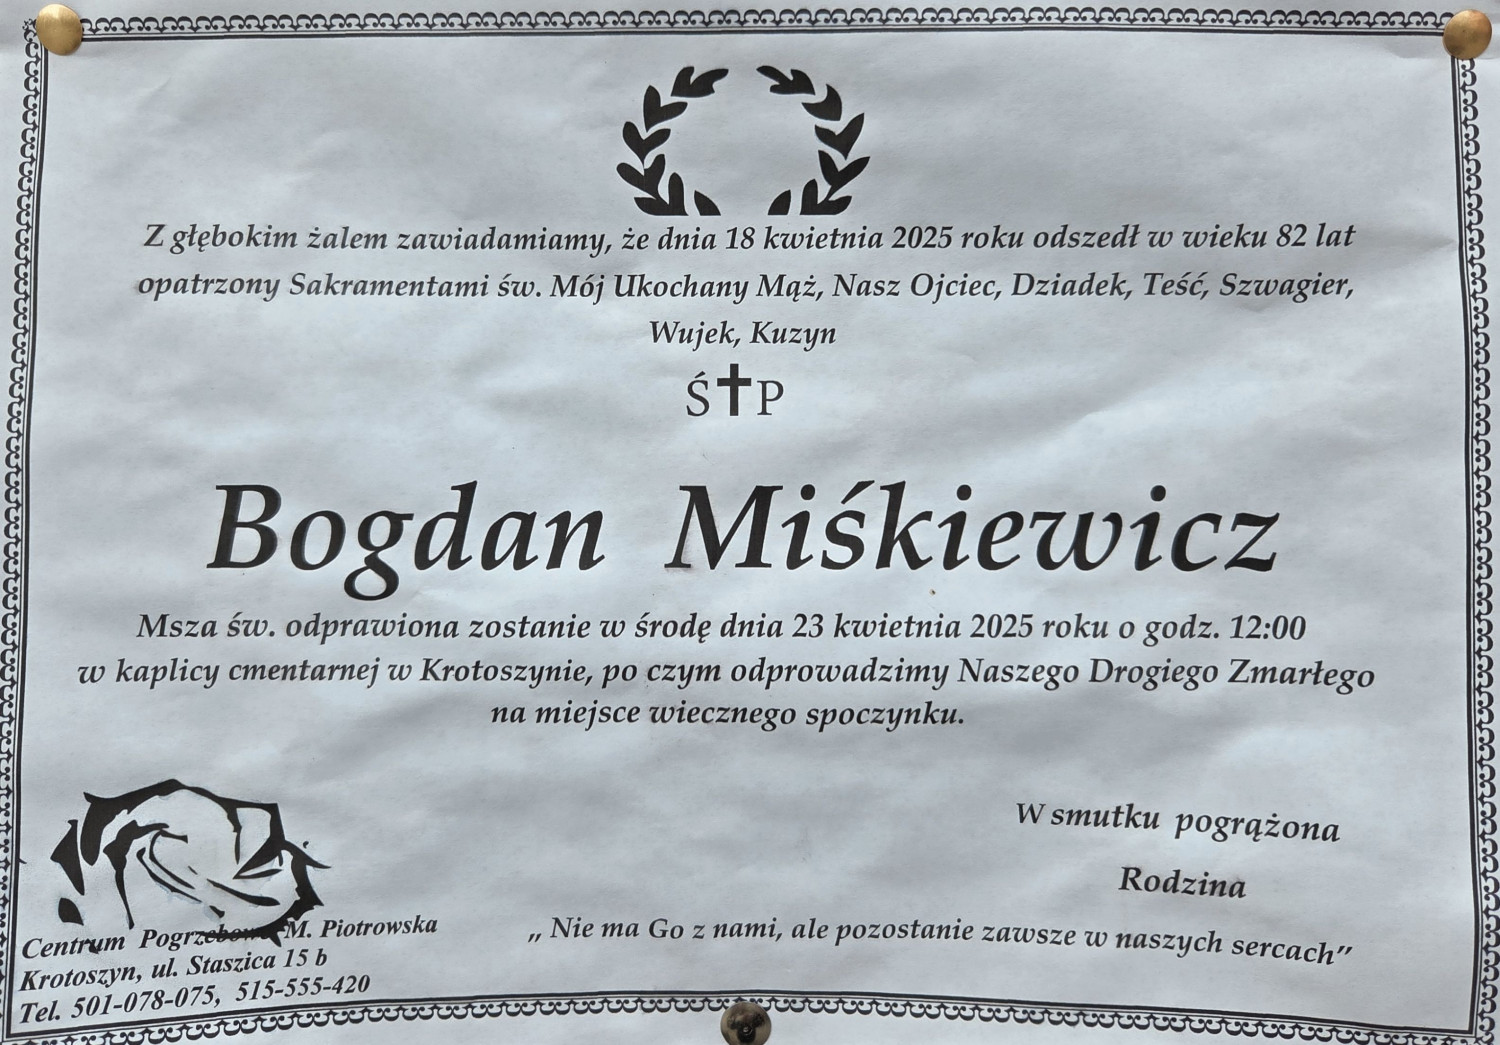 Z głębokim żalem zawiadamiamy, że dnia 18 kwietnia 2025 roku odszedł w wieku 82 lat
opatrzony Sakramentami św. Mój Ukochany Mąż, Nasz Ojciec, Dziadek, Teść, Szwagier,
Wujek, Kuzyn
Ś✝P
Bogdan Miśkiewicz
Msza św. odprawiona zostanie w środę dnia 23 kwietnia 2025 roku o godz. 12:00
w kaplicy cmentarnej w Krotoszynie, po czym odprowadzimy Naszego Drogiego Zmarłego
na miejsce wiecznego spoczynku.
W smutku pogrążona
Rodzina
„ Nie ma Go z nami, ale pozostanie zawsze w naszych sercach”
Centrum Pogrzebowe M. Piotrowska
Krotoszyn, ul. Staszica 15 b
Tel. 501-078-075, 515-555-420